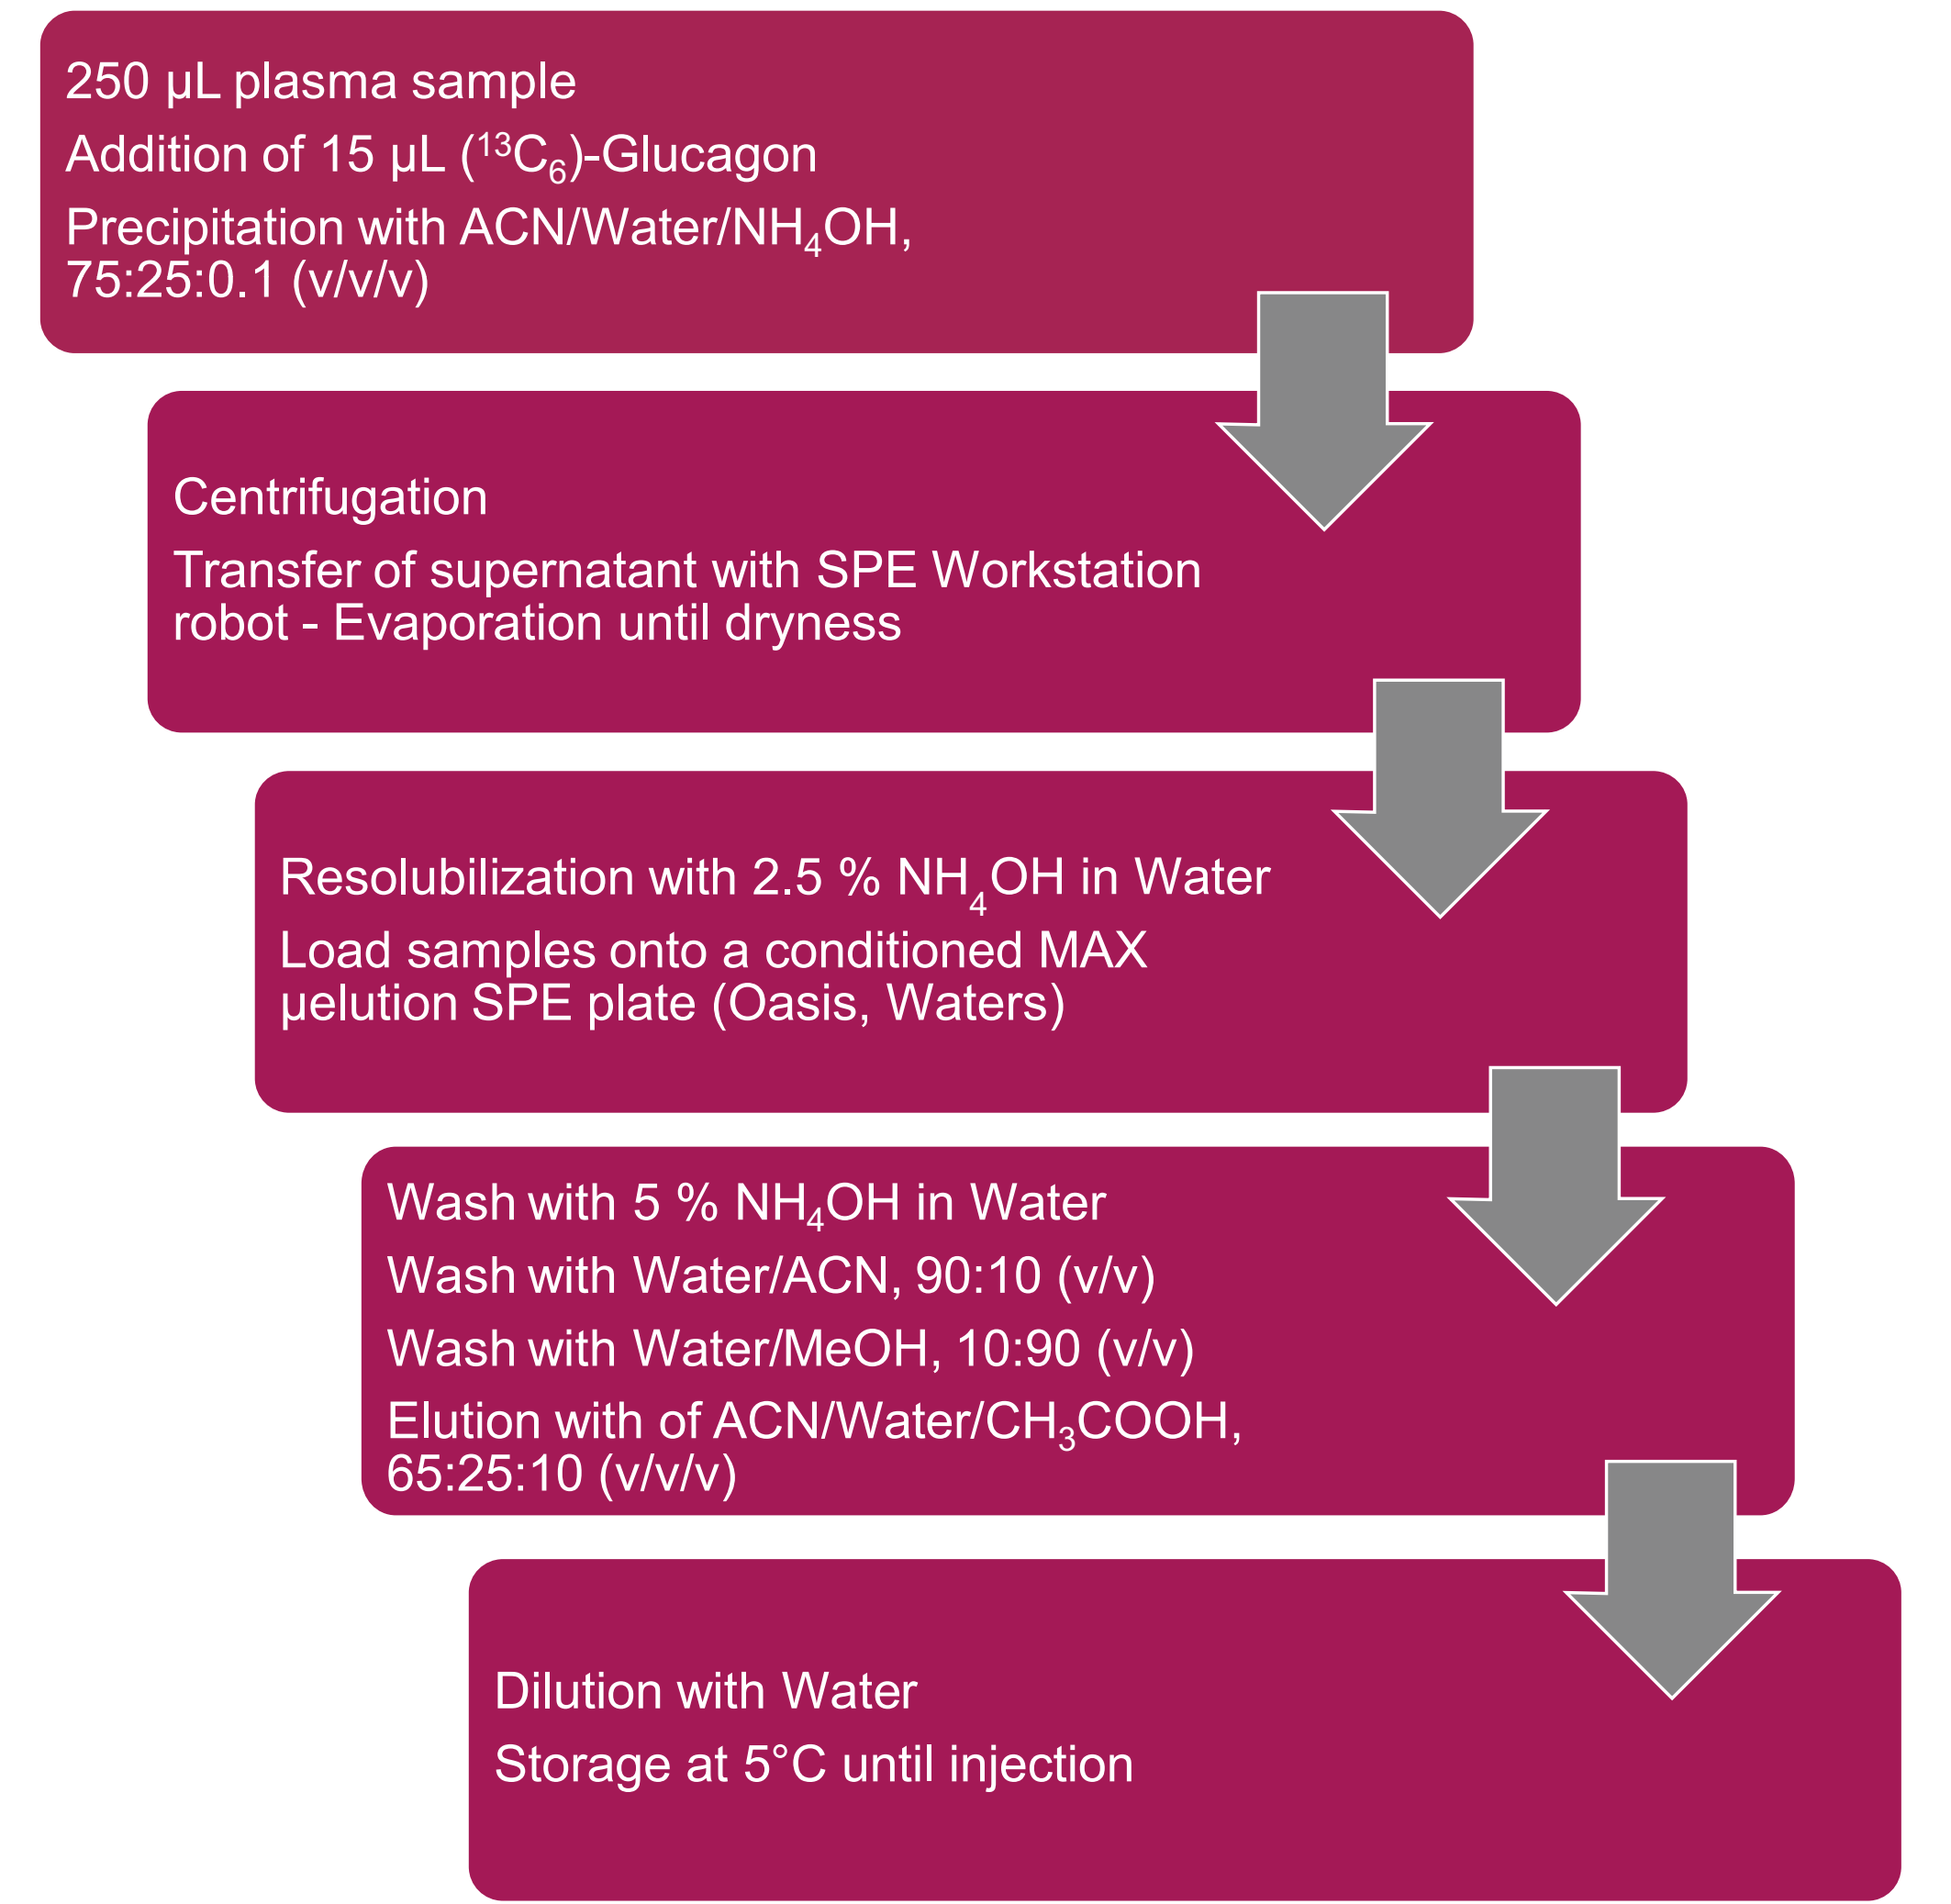 250 µL plasma sample
Addition of 15 µL (¹³C₆)-Glucagon
Precipitation with ACN/Water/NH₄OH,
75:25:0.1 (v/v/v)
Centrifugation
Transfer of supernatant with SPE Workstation
robot - Evaporation until dryness
Resolubilization with 2.5 % NH₄OH in Water
Load samples onto a conditioned MAX
µelution SPE plate (Oasis, Waters)
Wash with 5 % NH₄OH in Water
Wash with Water/ACN, 90:10 (v/v)
Wash with Water/MeOH, 10:90 (v/v)
Elution with of ACN/Water/CH₃COOH,
65:25:10 (v/v/v)
Dilution with Water
Storage at 5°C until injection